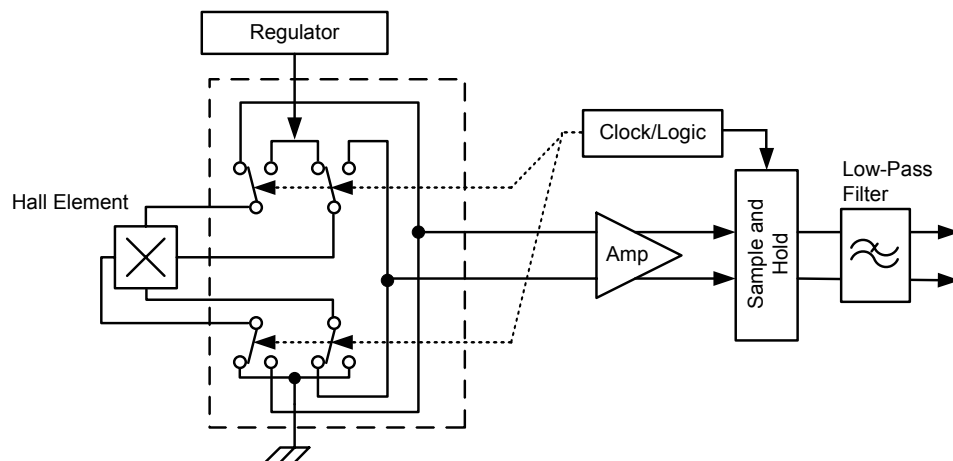 Regulator
Clock/Logic
Low-Pass
Filter
Hall Element
Amp
Sample and
Hold